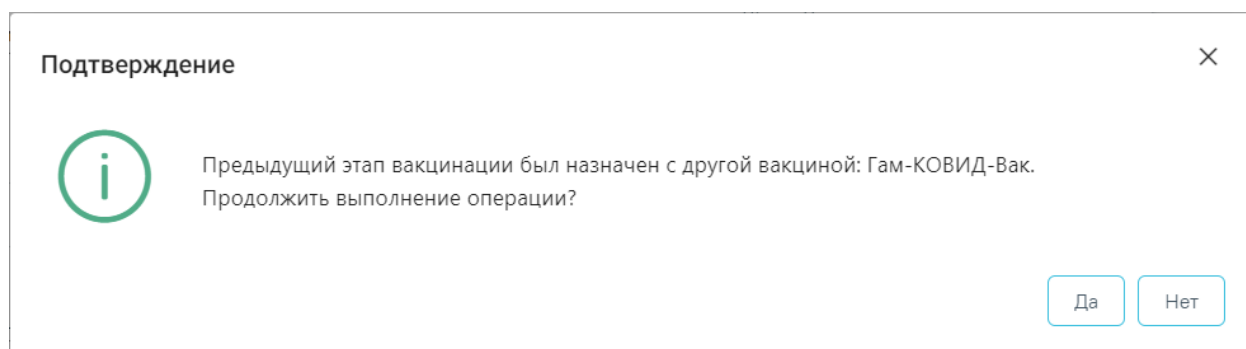 Подтверждение
Предыдущий этап вакцинации был назначен с другой вакциной: Гам-КОВИД-Вак.
Продолжить выполнение операции?
Да
Нет